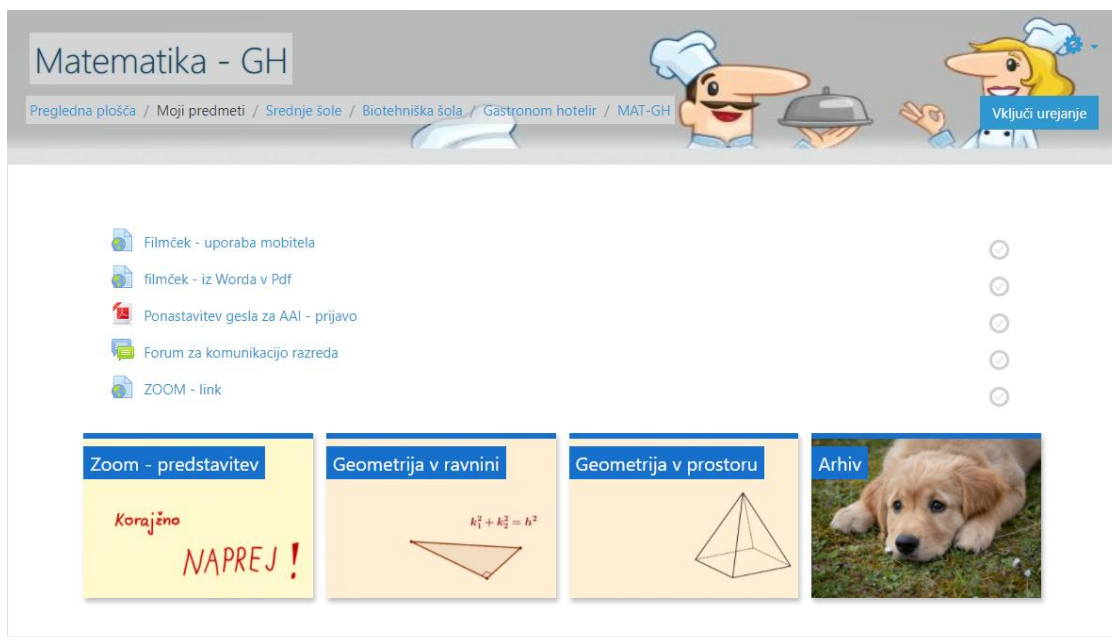 Matematika - GH
Pregledna plošča / Moji predmeti / Srednje šole / Biotehniška šola / Gastronom hotelir / MAT-GH
Vključi urejanje
Filmček - uporaba mobitela
filmček - iz Worda v Pdf
Ponastavitev gesla za AAI - prijavo
Forum za komunikacijo razreda
ZOOM - link
Zoom - predstavitev
Korajžno
NAPREJ !
Geometrija v ravnini
k₁² + k₂² = h²
Geometrija v prostoru
Arhiv